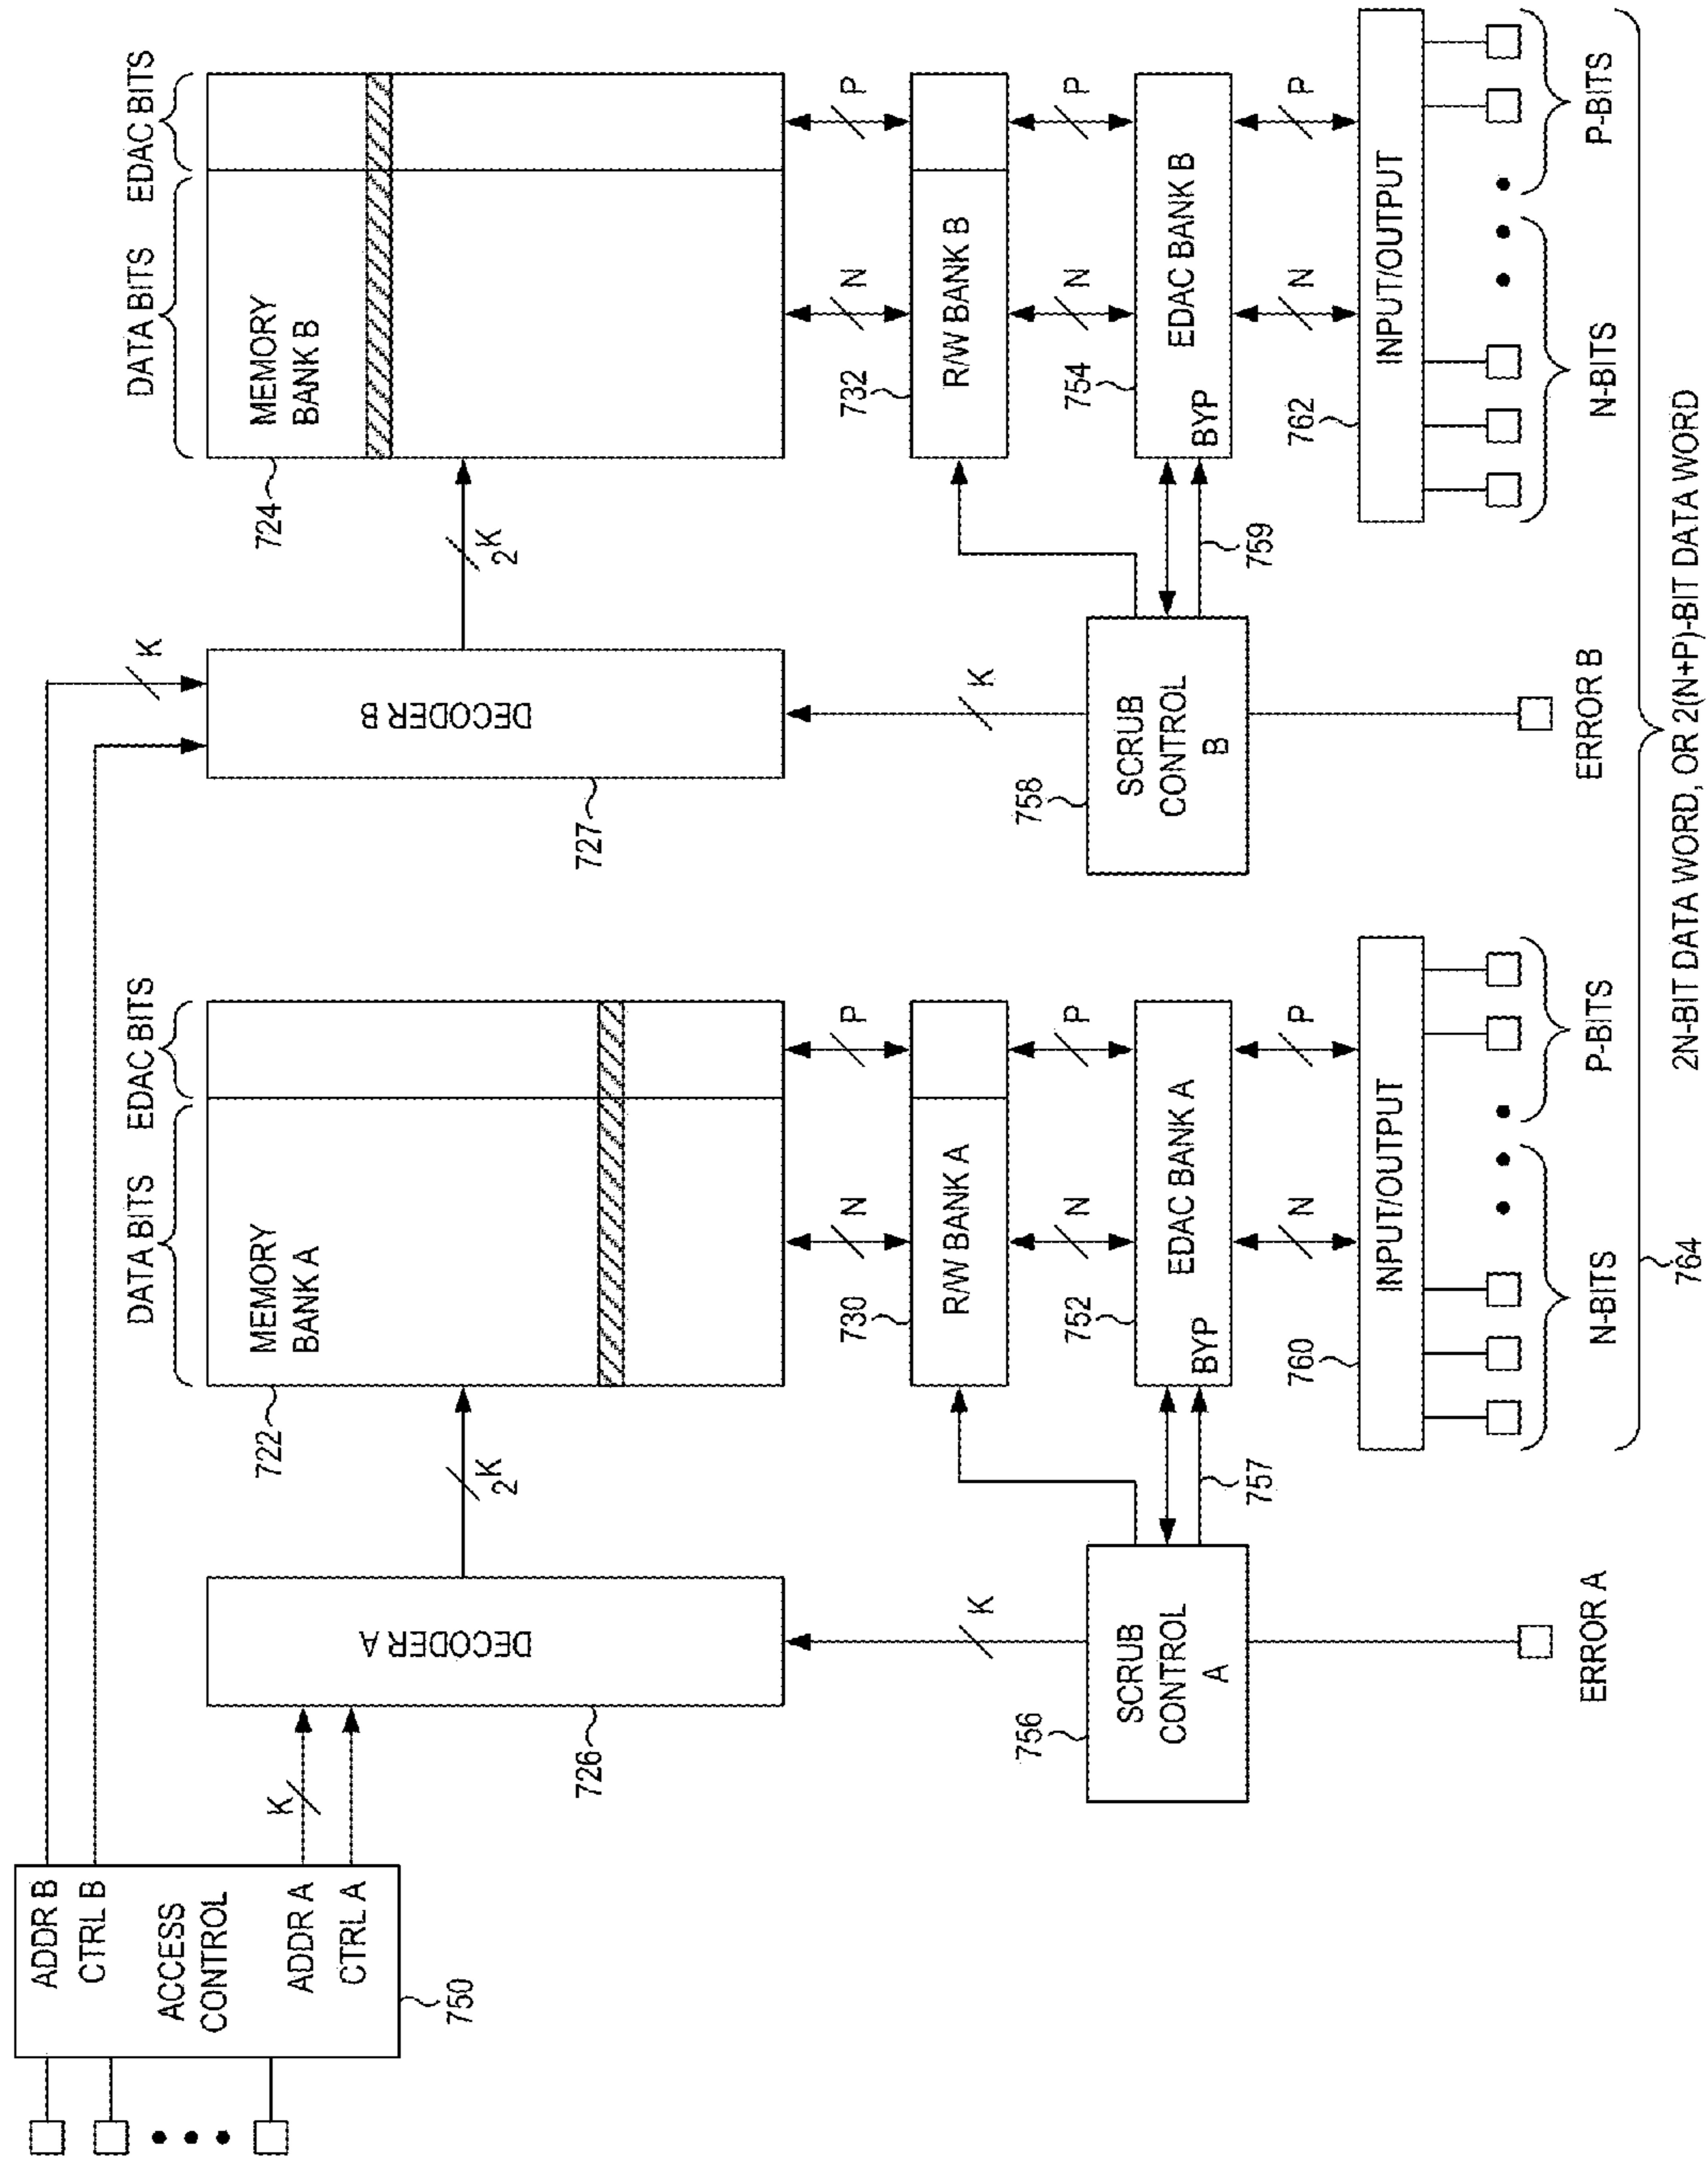 ADDR B
CTRL B
ACCESS
CONTROL
ADDR A
CTRL A
750
K
K
DECODER A
726
2^K
DATA BITS
EDAC BITS
MEMORY
BANK A
722
N
P
R/W BANK A
730
N
P
EDAC BANK A
BYP
752
N
P
INPUT/OUTPUT
760
N-BITS
P-BITS
K
SCRUB
CONTROL
A
756
757
ERROR A
DECODER B
727
2^K
DATA BITS
EDAC BITS
MEMORY
BANK B
724
N
P
R/W BANK B
732
N
P
EDAC BANK B
BYP
754
N
P
INPUT/OUTPUT
762
N-BITS
P-BITS
K
SCRUB
CONTROL
B
758
759
ERROR B
764
2N-BIT DATA WORD, OR 2(N+P)-BIT DATA WORD